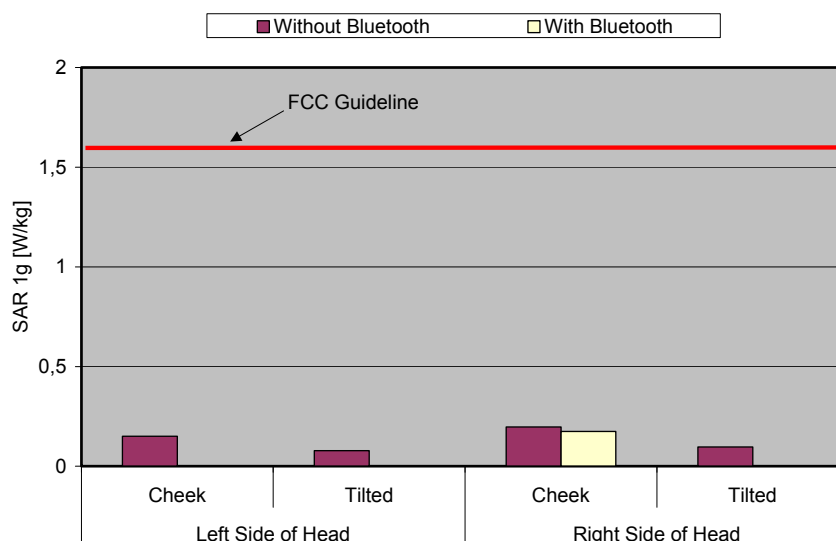 Without Bluetooth With Bluetooth
2
FCC Guideline
1,5
1
0,5
0
SAR 1g [W/kg]
Cheek Tilted Cheek Tilted
Left Side of Head Right Side of Head